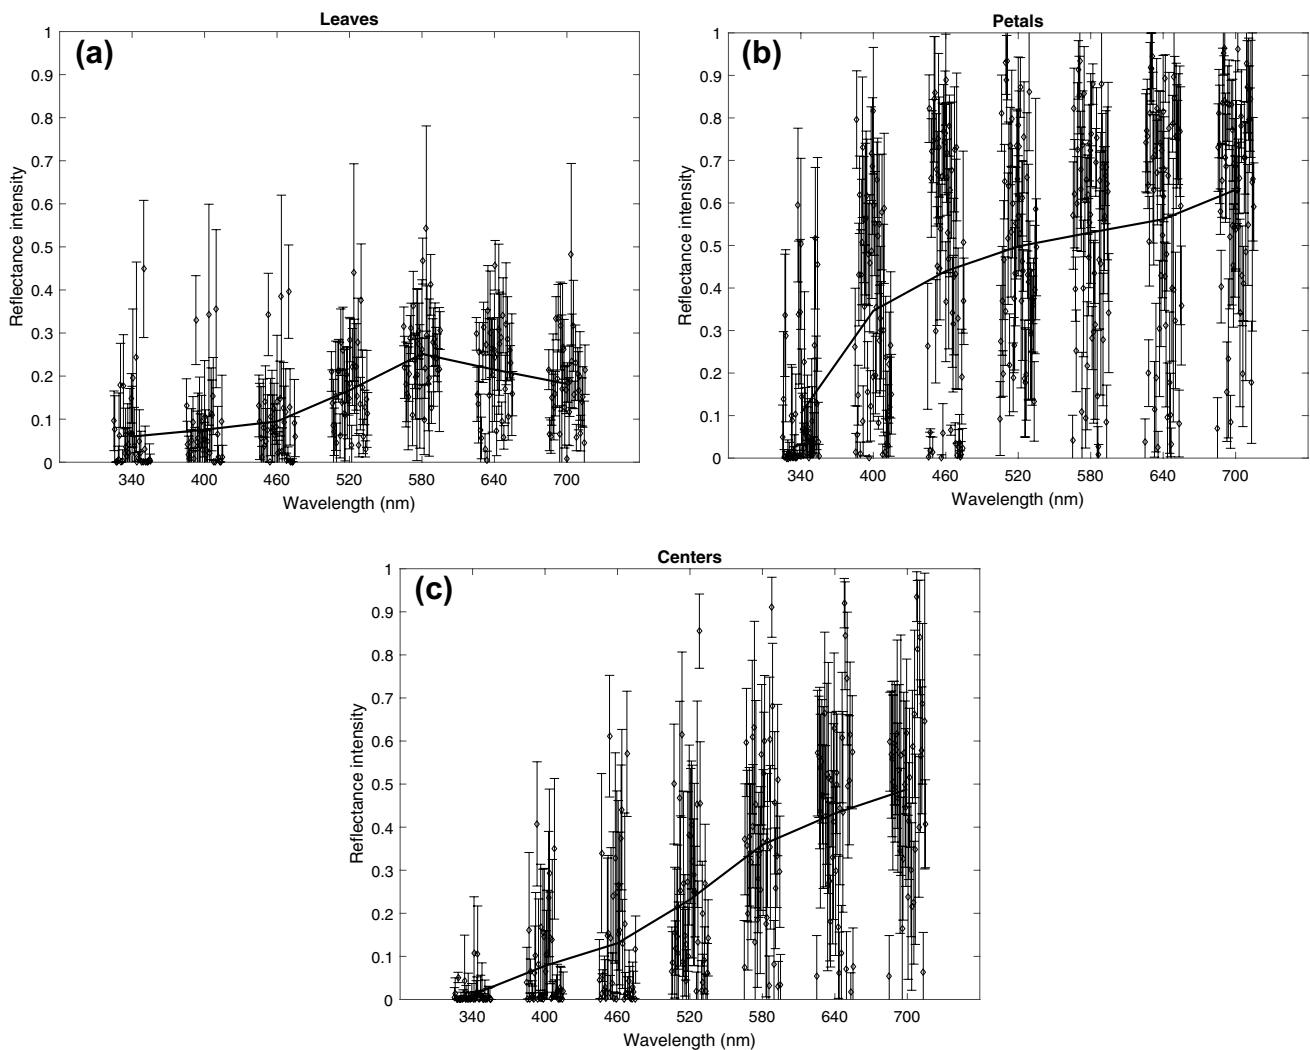 Leaves
(a)
1
0.9
0.8
0.7
0.6
0.5
0.4
0.3
0.2
0.1
0
Reflectance intensity
340 400 460 520 580 640 700
Wavelength (nm)
Petals
(b)
1
0.9
0.8
0.7
0.6
0.5
0.4
0.3
0.2
0.1
0
Reflectance intensity
340 400 460 520 580 640 700
Wavelength (nm)
Centers
(c)
1
0.9
0.8
0.7
0.6
0.5
0.4
0.3
0.2
0.1
0
Reflectance intensity
340 400 460 520 580 640 700
Wavelength (nm)